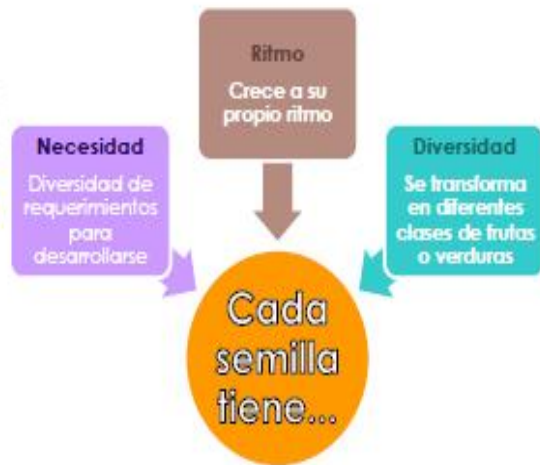 Ritmo
Crece a su
propio ritmo
Necesidad
Diversidad de
requerimientos
para
desarrollarse
Diversidad
Se transforma
en diferentes
clases de frutas
o verduras
Cada
semilla
tiene...